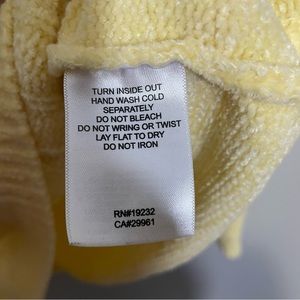 TURN INSIDE OUT
HAND WASH COLD
SEPARATELY
DO NOT BLEACH
DO NOT WRING OR TWIST
LAY FLAT TO DRY
DO NOT IRON
RN#19232
CA#29961